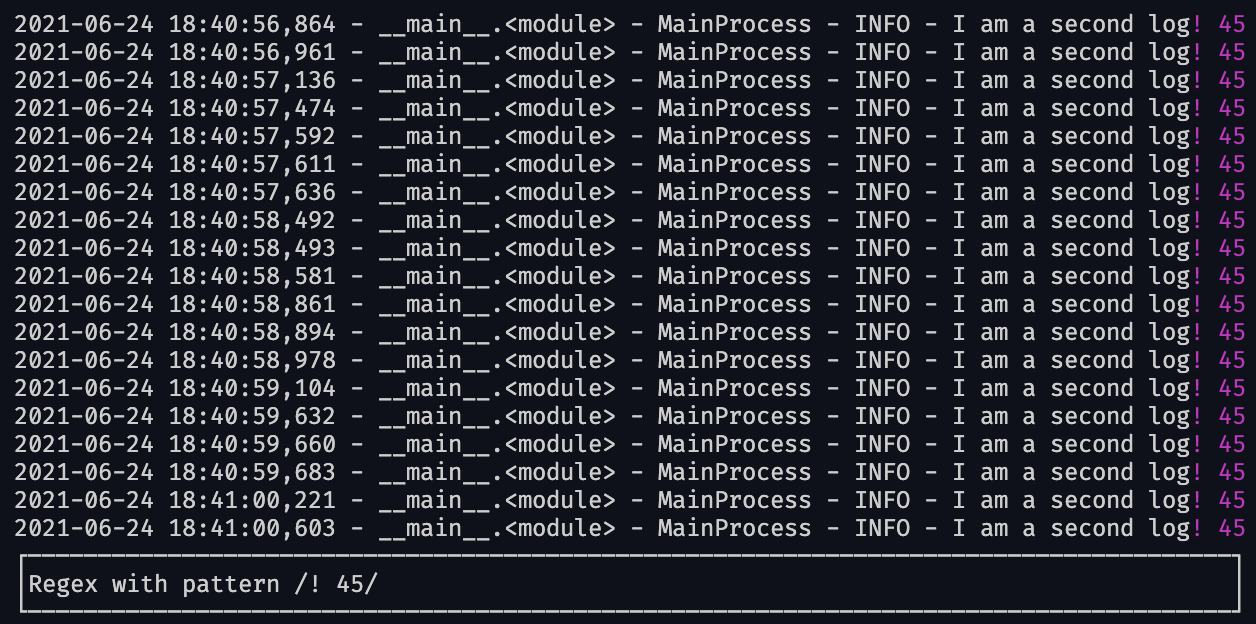 2021-06-24 18:40:56,864 - __main__.<module> - MainProcess - INFO - I am a second log! 45
2021-06-24 18:40:56,961 - __main__.<module> - MainProcess - INFO - I am a second log! 45
2021-06-24 18:40:57,136 - __main__.<module> - MainProcess - INFO - I am a second log! 45
2021-06-24 18:40:57,474 - __main__.<module> - MainProcess - INFO - I am a second log! 45
2021-06-24 18:40:57,592 - __main__.<module> - MainProcess - INFO - I am a second log! 45
2021-06-24 18:40:57,611 - __main__.<module> - MainProcess - INFO - I am a second log! 45
2021-06-24 18:40:57,636 - __main__.<module> - MainProcess - INFO - I am a second log! 45
2021-06-24 18:40:58,492 - __main__.<module> - MainProcess - INFO - I am a second log! 45
2021-06-24 18:40:58,493 - __main__.<module> - MainProcess - INFO - I am a second log! 45
2021-06-24 18:40:58,581 - __main__.<module> - MainProcess - INFO - I am a second log! 45
2021-06-24 18:40:58,861 - __main__.<module> - MainProcess - INFO - I am a second log! 45
2021-06-24 18:40:58,894 - __main__.<module> - MainProcess - INFO - I am a second log! 45
2021-06-24 18:40:58,978 - __main__.<module> - MainProcess - INFO - I am a second log! 45
2021-06-24 18:40:59,104 - __main__.<module> - MainProcess - INFO - I am a second log! 45
2021-06-24 18:40:59,632 - __main__.<module> - MainProcess - INFO - I am a second log! 45
2021-06-24 18:40:59,660 - __main__.<module> - MainProcess - INFO - I am a second log! 45
2021-06-24 18:40:59,683 - __main__.<module> - MainProcess - INFO - I am a second log! 45
2021-06-24 18:41:00,221 - __main__.<module> - MainProcess - INFO - I am a second log! 45
2021-06-24 18:41:00,603 - __main__.<module> - MainProcess - INFO - I am a second log! 45
Regex with pattern /! 45/